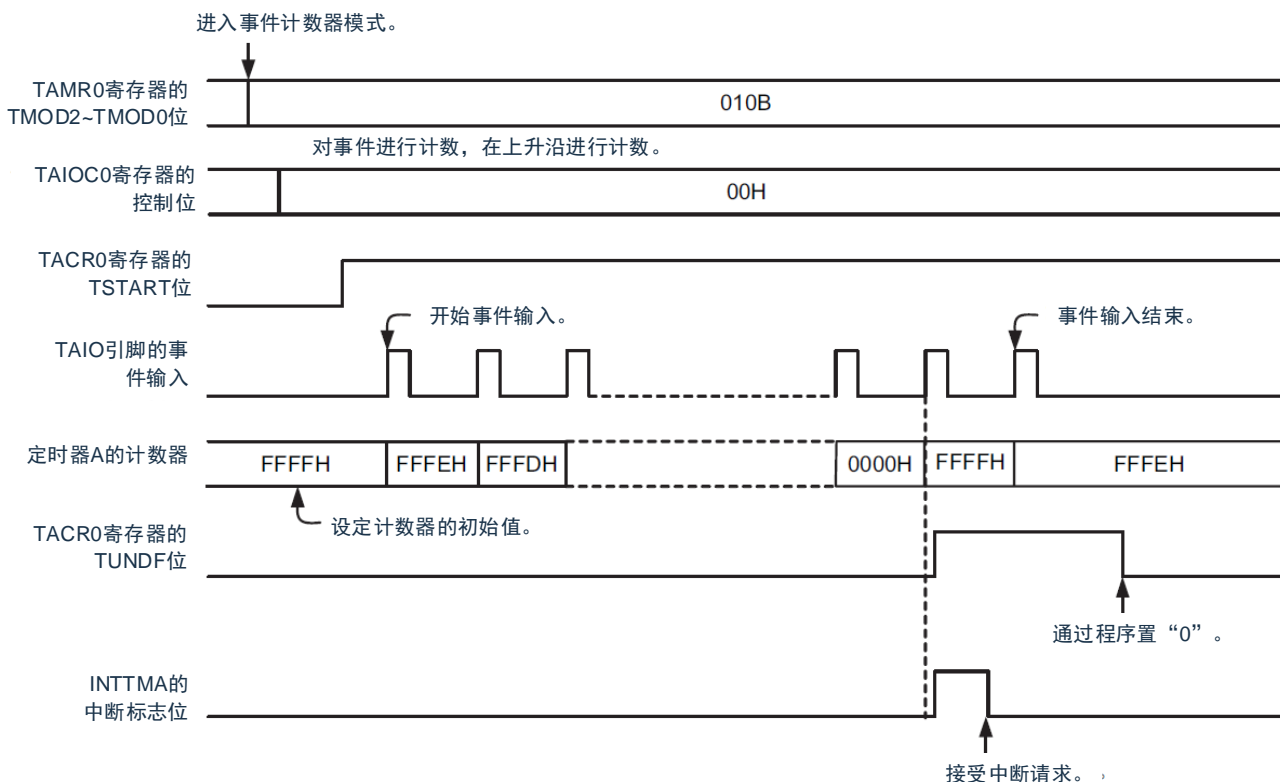 进入事件计数器模式。
TAMR0寄存器的
TMOD2~TMOD0位
010B
对事件进行计数，在上升沿进行计数。
TAIOC0寄存器的
控制位
00H
TACR0寄存器的
TSTART位
开始事件输入。
事件输入结束。
TAIO引脚的事
件输入
定时器A的计数器
FFFFH
FFFEH
FFFDH
0000H
FFFFH
FFFEH
设定计数器的初始值。
TACR0寄存器的
TUNDF位
通过程序置“0”。
INTTMA的
中断标志位
接受中断请求。